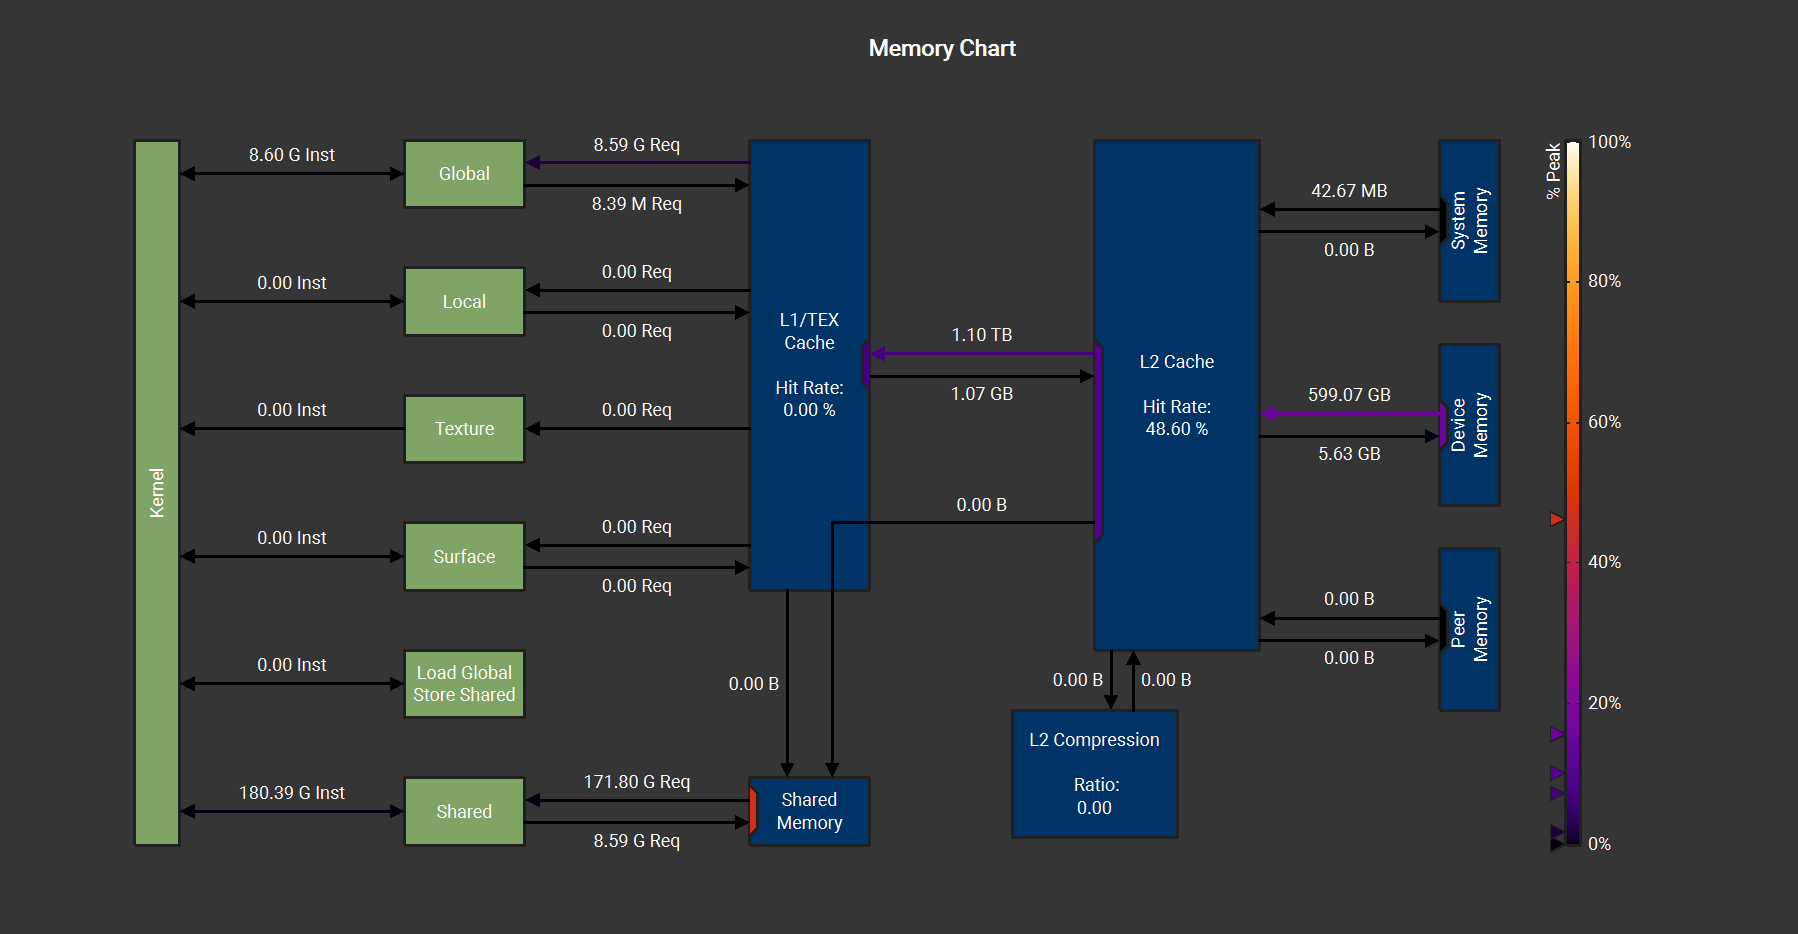 Memory Chart
Kernel
8.60 G Inst
Global
8.59 G Req
8.39 M Req
0.00 Inst
Local
0.00 Req
0.00 Req
0.00 Inst
Texture
0.00 Req
0.00 Inst
Surface
0.00 Req
0.00 Req
0.00 Inst
Load Global
Store Shared
180.39 G Inst
Shared
171.80 G Req
8.59 G Req
L1/TEX
Cache
Hit Rate:
0.00 %
0.00 B
Shared
Memory
1.10 TB
1.07 GB
0.00 B
L2 Cache
Hit Rate:
48.60 %
0.00 B
0.00 B
L2 Compression
Ratio:
0.00
42.67 MB
0.00 B
System
Memory
599.07 GB
5.63 GB
Device
Memory
0.00 B
0.00 B
Peer
Memory
% Peak
100%
80%
60%
40%
20%
0%